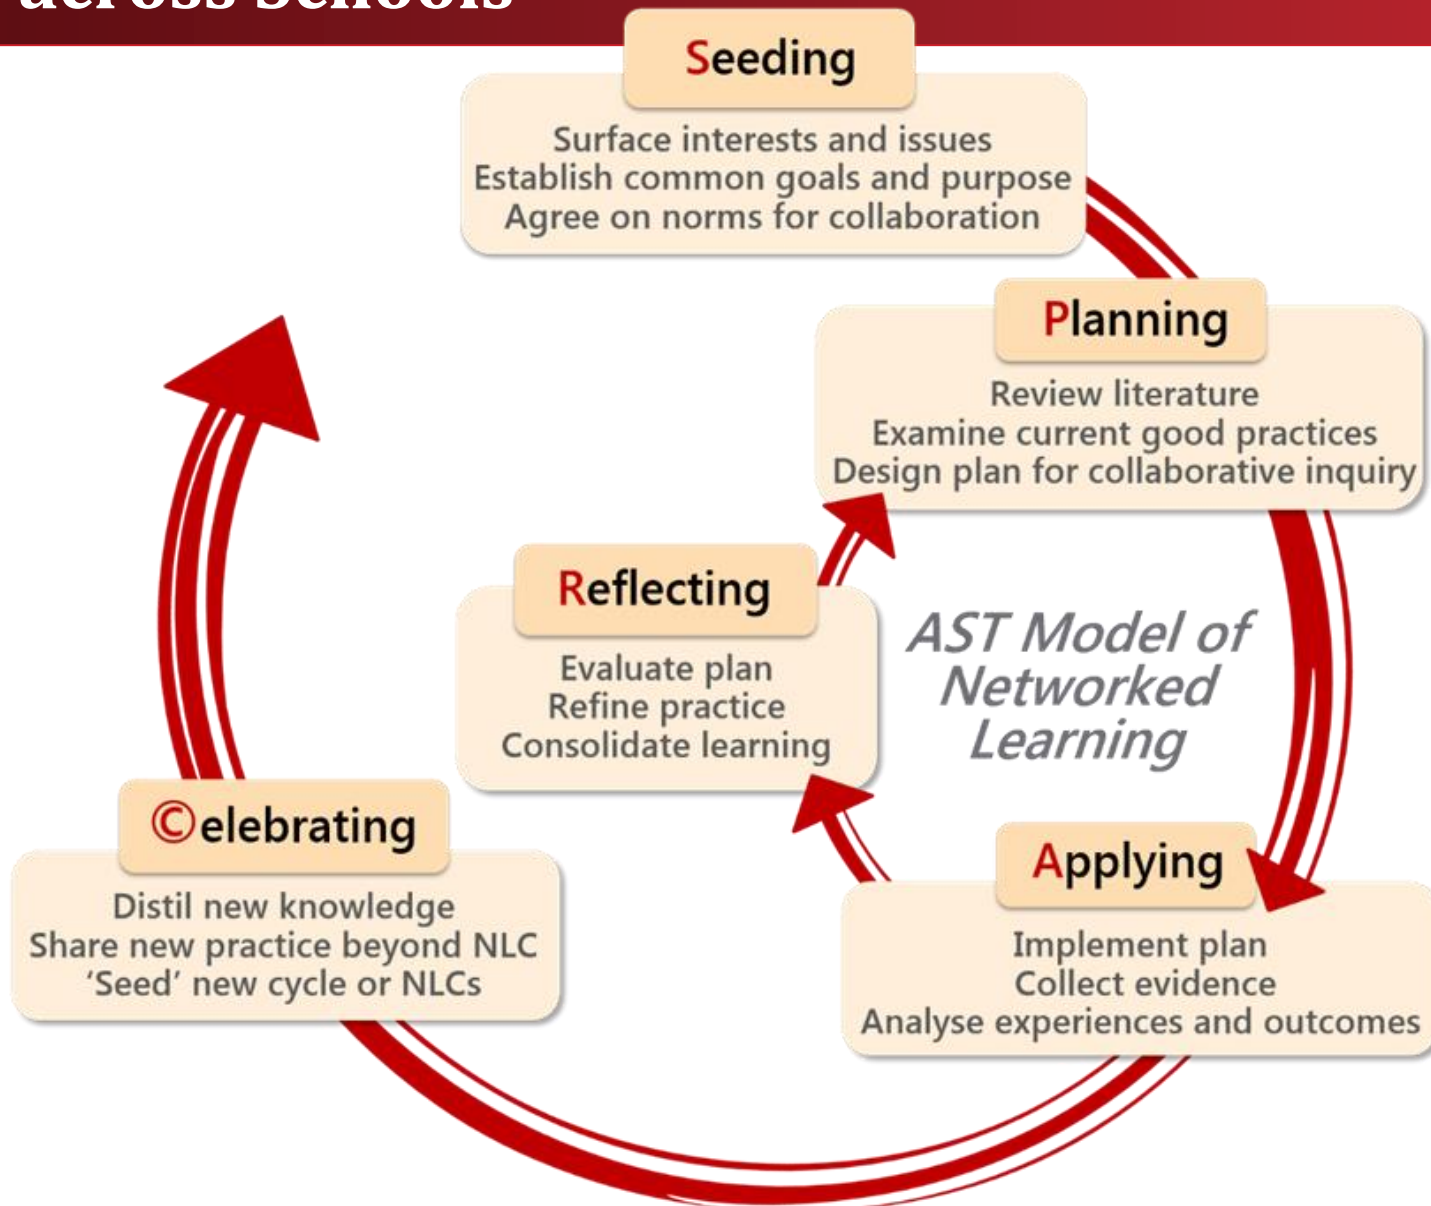 across Schools
Seeding
Surface interests and issues
Establish common goals and purpose
Agree on norms for collaboration
Planning
Review literature
Examine current good practices
Design plan for collaborative inquiry
Reflecting
Evaluate plan
Refine practice
Consolidate learning
AST Model of
Networked
Learning
©elebrating
Distil new knowledge
Share new practice beyond NLC
‘Seed’ new cycle or NLCs
Applying
Implement plan
Collect evidence
Analyse experiences and outcomes